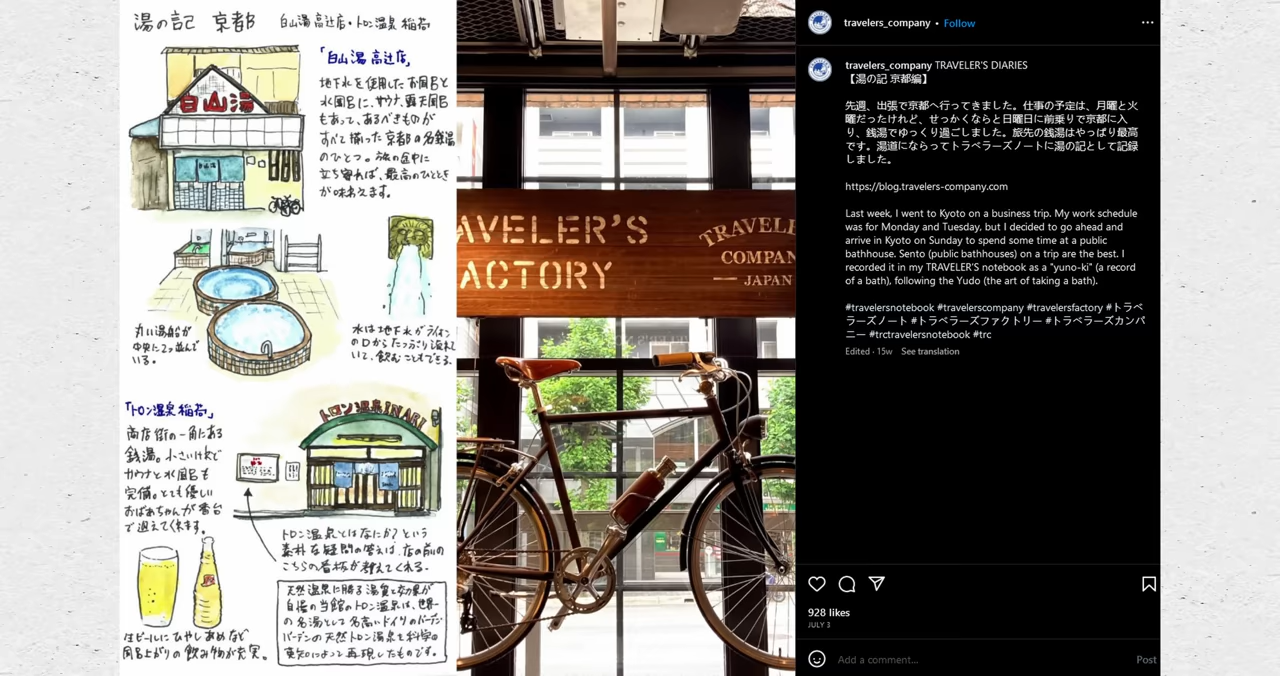 湯の記 京都 白山湯 高辻店・トロン温泉 稲荷
「白山湯 高辻店」
地下水を使用したお風呂と
水風呂に、サウナ、露天風呂
もあって、あるべきものが
すべて揃った京都の名銭湯
のひとつ。旅の途中に
立ち寄れば、最高のひととき
が味わえます。
白山湯
丸い湯船が
中央に2つ並んで
いる。
水は地下水がライオン
の口からたっぷり流れて
いて、飲むこともできる。
「トロン温泉 稲荷」
商店街の一角にある
銭湯。小さいけれど
サウナと水風呂も
完備。とても優しい
おばあちゃんが番台
で迎えてくれます。
トロン温泉 INARI
トロン温泉とはなにか?という
素朴な疑問の答えは、店の前の
こちらの看板が教えてくれる。
生ビールにひやしあめなど
風呂上がりの飲み物が充実。
天然温泉に勝る湯質と効果が
自慢の当館のトロン温泉は、世界一
の名湯として名高いドイツのバーデン
バーデンの天然トロン温泉を科学の
英知によって再現したものです。
AVELER'S
ACTORY
TRAVELE
COMPAN
JAPAN
travelers_company • Follow
travelers_company TRAVELER'S DIARIES
【湯の記 京都編】
先週、出張で京都へ行ってきました。仕事の予定は、月曜と火
曜だったけれど、せっかくならと日曜日に前乗りで京都に入
り、銭湯でゆっくり過ごしました。旅先の銭湯はやっぱり最高
です。湯道にならってトラベラーズノートに湯の記として記録
しました。
https://blog.travelers-company.com
Last week, I went to Kyoto on a business trip. My work schedule
was for Monday and Tuesday, but I decided to go ahead and
arrive in Kyoto on Sunday to spend some time at a public
bathhouse. Sento (public bathhouses) on a trip are the best. I
recorded it in my TRAVELER'S notebook as a "yuno-ki" (a record
of a bath), following the Yudo (the art of taking a bath).
#travelersnotebook #travelerscompany #travelersfactory #トラベ
ラーズノート #トラベラーズファクトリー #トラベラーズカンパ
ニー #trctravelersnotebook #trc
Edited · 15w See translation
928 likes
JULY 3
Add a comment... Post